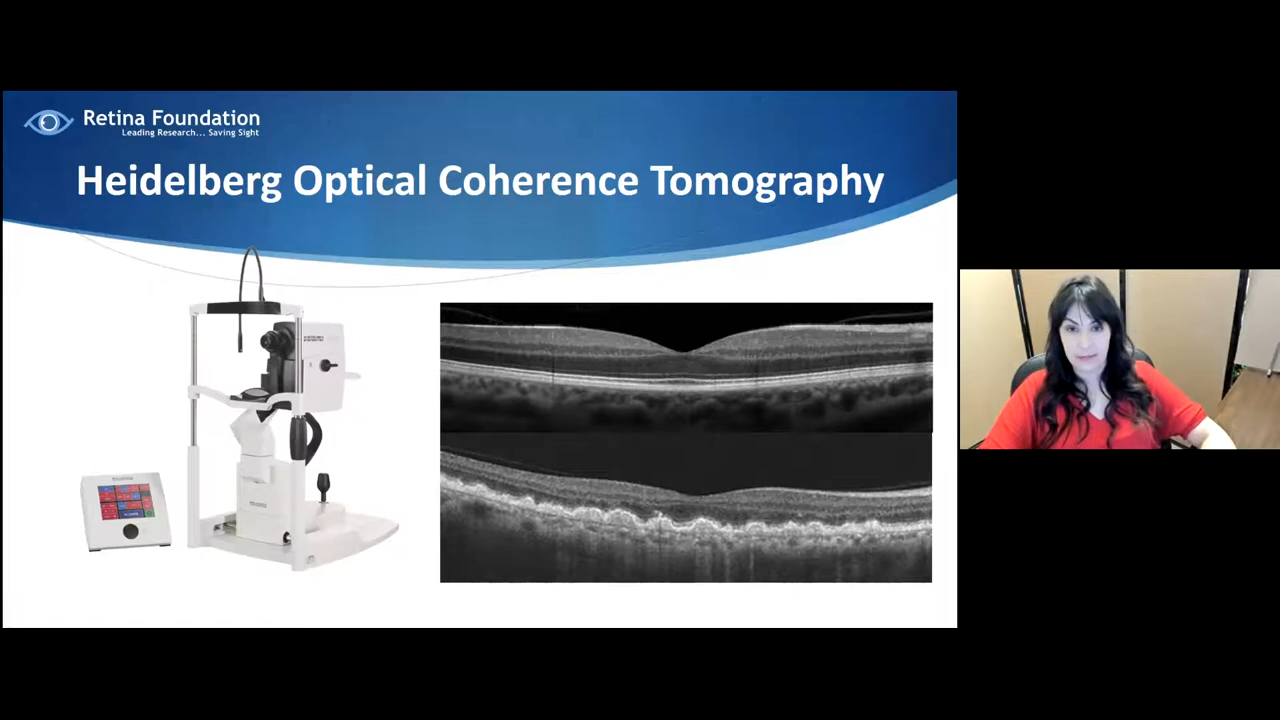 Retina Foundation
Leading Research... Saving Sight
Heidelberg Optical Coherence Tomography